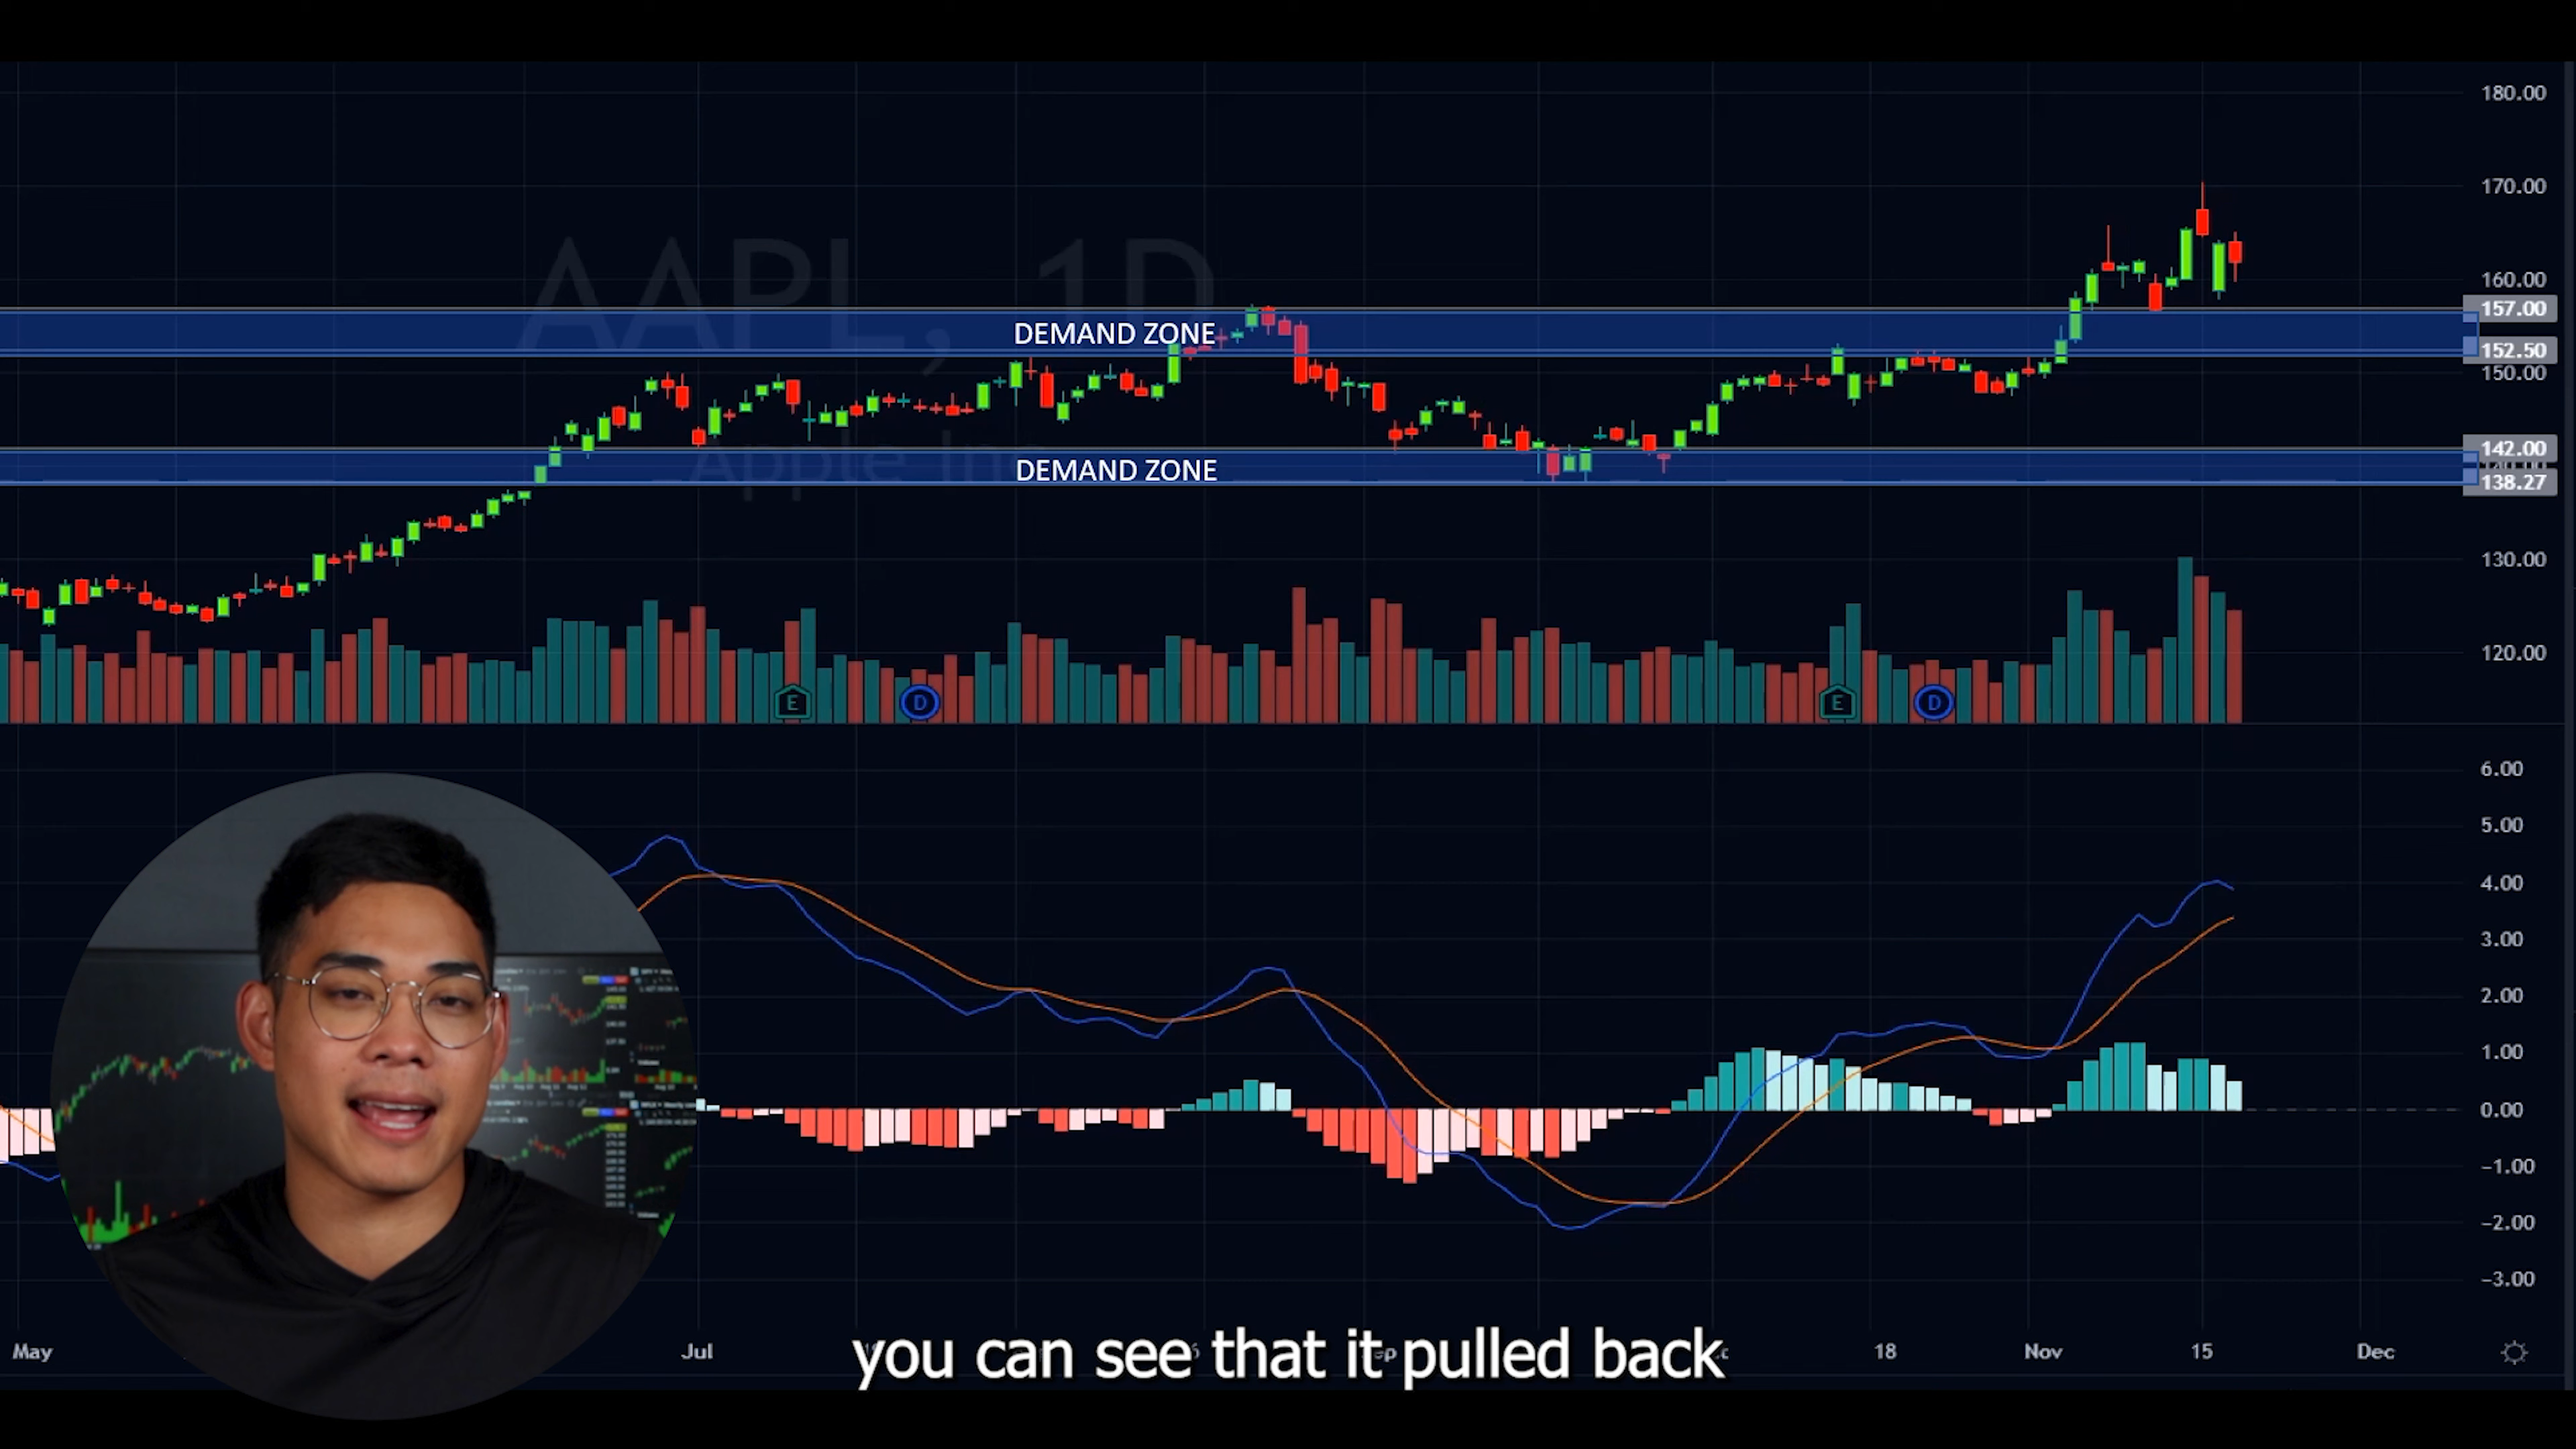 180.00
AAPL, 1D
170.00
160.00
157.00
DEMAND ZONE
152.50
150.00
Apple In
142.00
DEMAND ZONE
138.27
130.00
120.00
E D E D
6.00
5.00
4.00
3.00
2.00
1.00
0.00
-1.00
-2.00
-3.00
you can see that it pulled back
May Jul 18 Nov 15 Dec